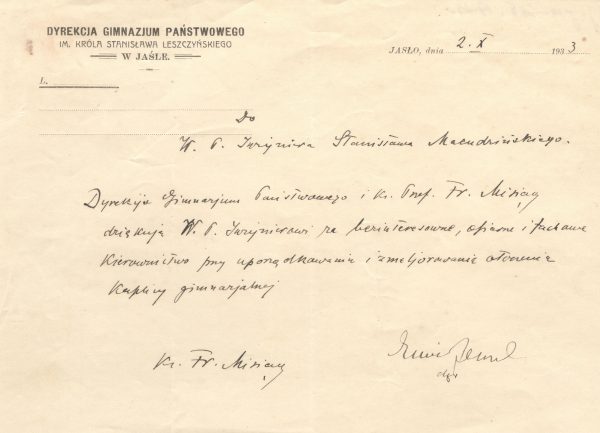 DYREKCJA GIMNAZJUM PAŃSTWOWEGO
IM. KRÓLA STANISŁAWA LESZCZYŃSKIEGO
W JAŚLE.
JASŁO, dnia 2. X 1933
L.
Do
W. P. Inżyniera Stanisława Macudzińskiego.
Dyrekcja Gimnazjum Państwowego i Ks. Prof. Fr. Misiąg
dziękują W. P. Inżynierowi za bezinteresowne, ofiarne i fachowe
kierownictwo przy uporządkowaniu i zmeljorowaniu otoczenia
Kaplicy gimnazjalnej
Ks. Fr. Misiąg
dyr